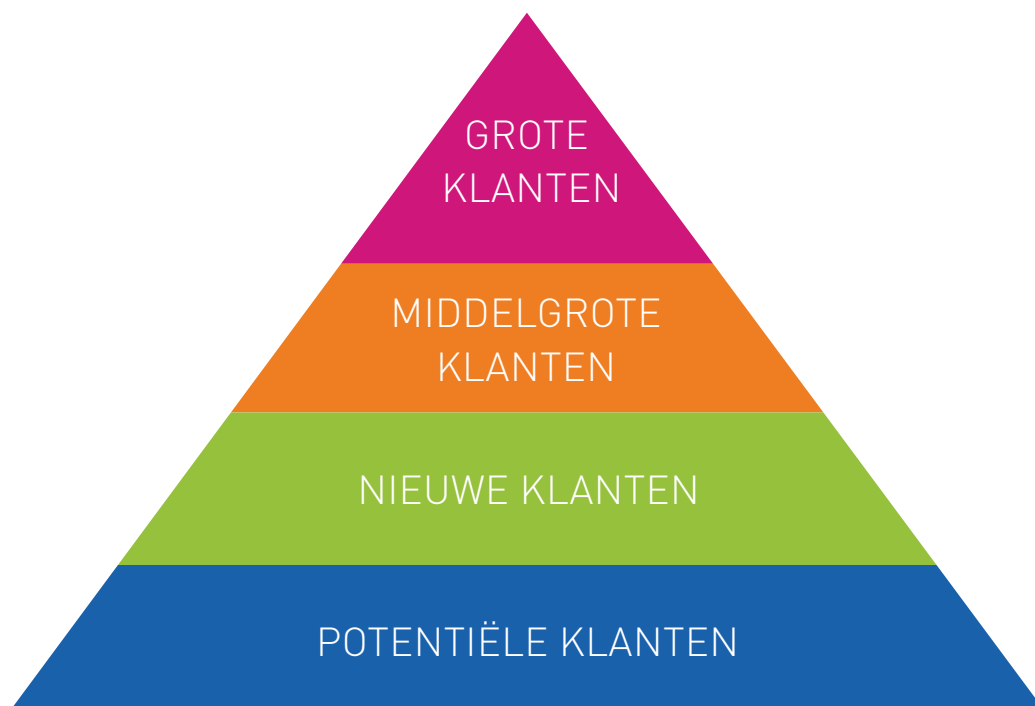 GROTE
KLANTEN
MIDDELGROTE
KLANTEN
NIEUWE KLANTEN
POTENTIËLE KLANTEN